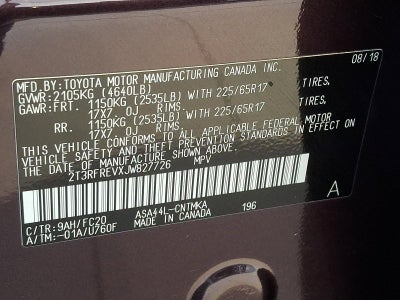 MFD.BY:TOYOTA MOTOR MANUFACTURING CANADA INC. 08/18
GVWR:2105KG (4640LB)
GAWR:FRT. 1150KG (2535LB) WITH 225/65R17 TIRES,
17X7.0J RIMS,
RR. 1150KG (2535LB) WITH 225/65R17 TIRES,
17X7.0J RIMS,
THIS VEHICLE CONFORMS TO ALL APPLICABLE FEDERAL MOTOR
VEHICLE SAFETY AND THEFT PREVENTION STANDARDS IN EFFECT ON
THE DATE OF MANUFACTURE SHOWN ABOVE.
2T3RFREVXJW827726 MPV
A
C/TR:9AH/FC20 ASA44L-CNTMKA 196
A/TM:-01A/U760F MADE IN CANADA